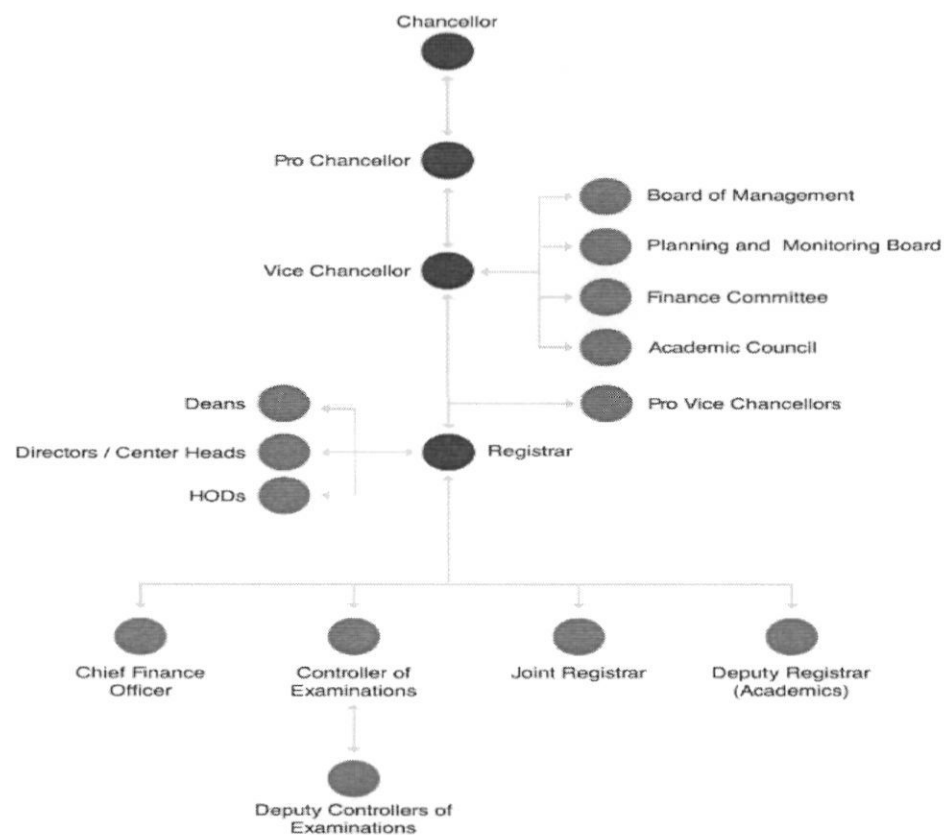 Chancellor
Pro Chancellor
Board of Management
Planning and Monitoring Board
Vice Chancellor
Finance Committee
Academic Council
Deans
Pro Vice Chancellors
Directors / Center Heads
Registrar
HODs
Chief Finance
Officer
Controller of
Examinations
Joint Registrar
Deputy Registrar
(Academics)
Deputy Controllers of
Examinations